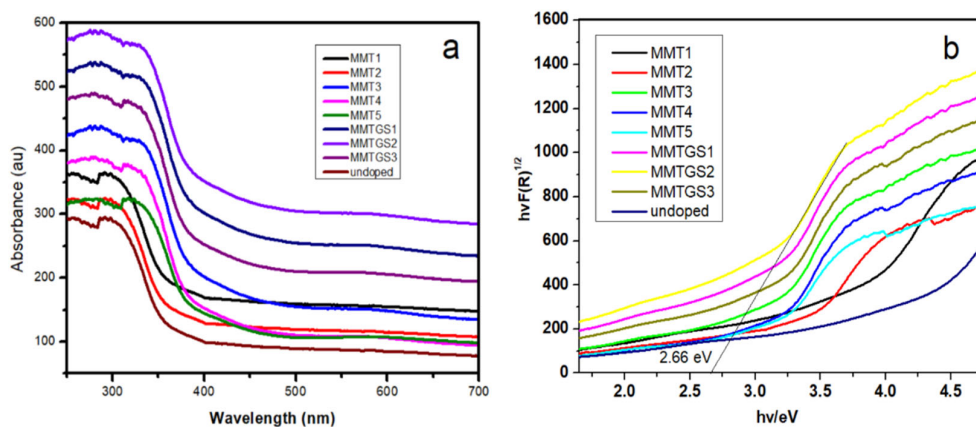 a
600
500
400
300
200
100
Absorbance (au)
MMT1
MMT2
MMT3
MMT4
MMT5
MMTGS1
MMTGS2
MMTGS3
undoped
300
400
500
600
700
Wavelength (nm)
b
1600
1400
1200
1000
800
600
400
200
0
hνF(R)^1/2
MMT1
MMT2
MMT3
MMT4
MMT5
MMTGS1
MMTGS2
MMTGS3
undoped
2.66 eV
2.0
2.5
3.0
3.5
4.0
4.5
hν/eV